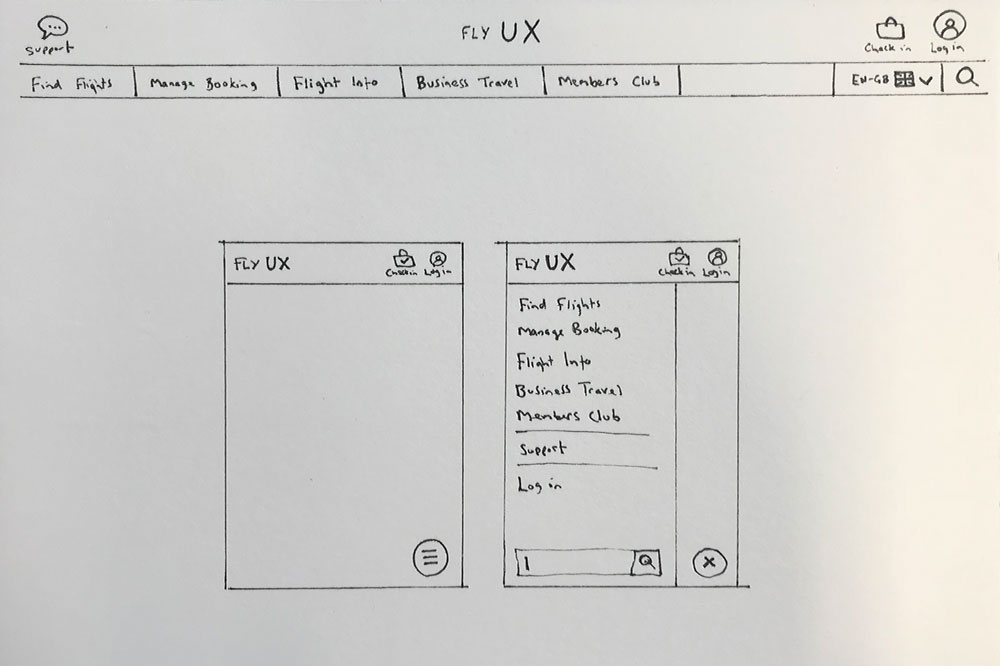 FLY UX
Support
Check in
Log in
Find Flights
Manage Booking
Flight Info
Business Travel
Members Club
EN-GB
FLY UX
Check in
Log in
FLY UX
Check in
Log in
Find Flights
Manage Booking
Flight Info
Business Travel
Members Club
Support
Log in